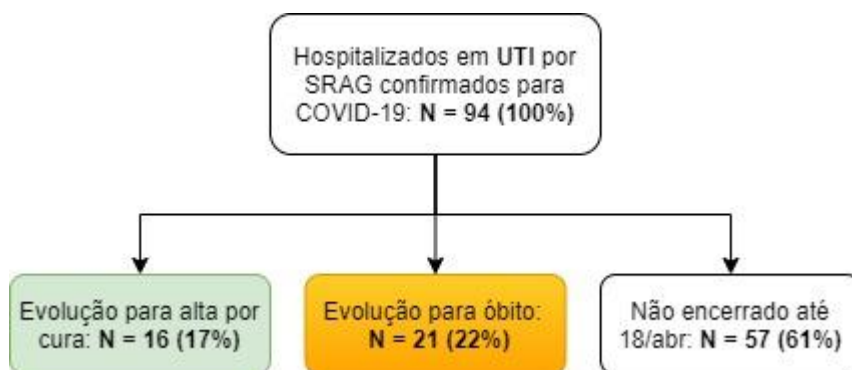 Hospitalizados em UTI por
SRAG confirmados para
COVID-19: N = 94 (100%)
Evolução para alta por
cura: N = 16 (17%)
Evolução para óbito:
N = 21 (22%)
Não encerrado até
18/abr: N = 57 (61%)